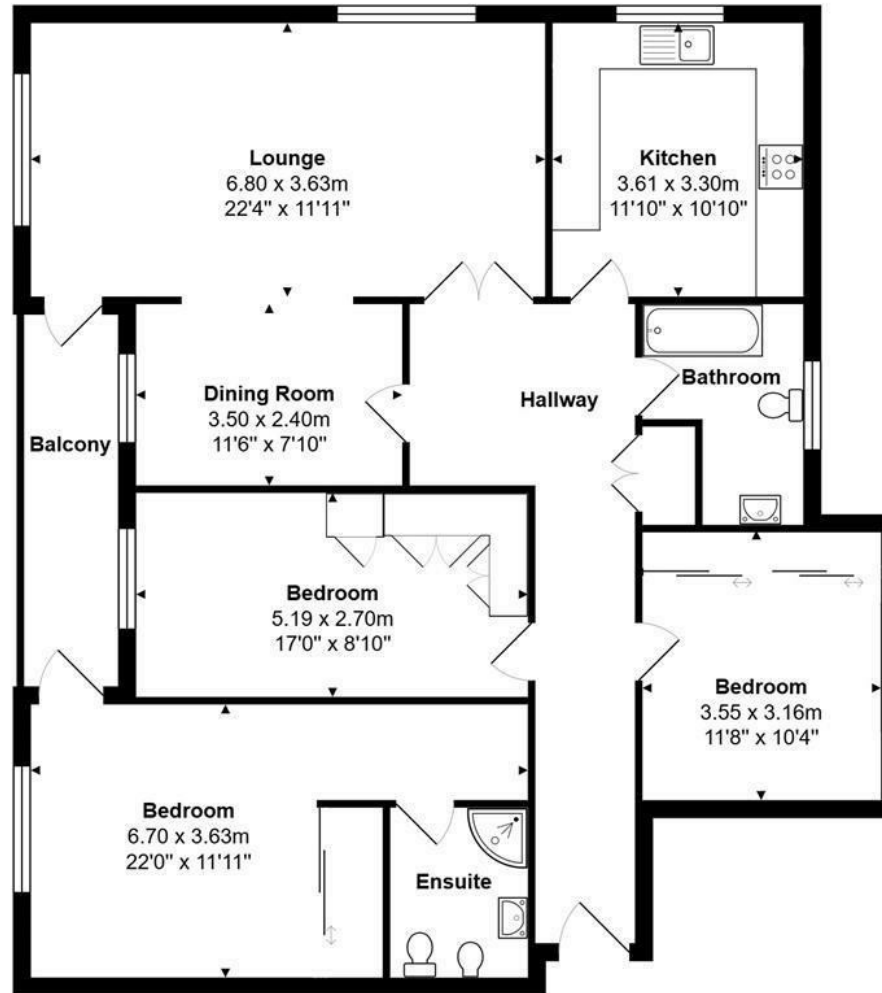 Lounge
6.80 x 3.63m
22'4" x 11'11"
Kitchen
3.61 x 3.30m
11'10" x 10'10"
Dining Room
3.50 x 2.40m
11'6" x 7'10"
Hallway
Bathroom
Balcony
Bedroom
5.19 x 2.70m
17'0" x 8'10"
Bedroom
3.55 x 3.16m
11'8" x 10'4"
Bedroom
6.70 x 3.63m
22'0" x 11'11"
Ensuite